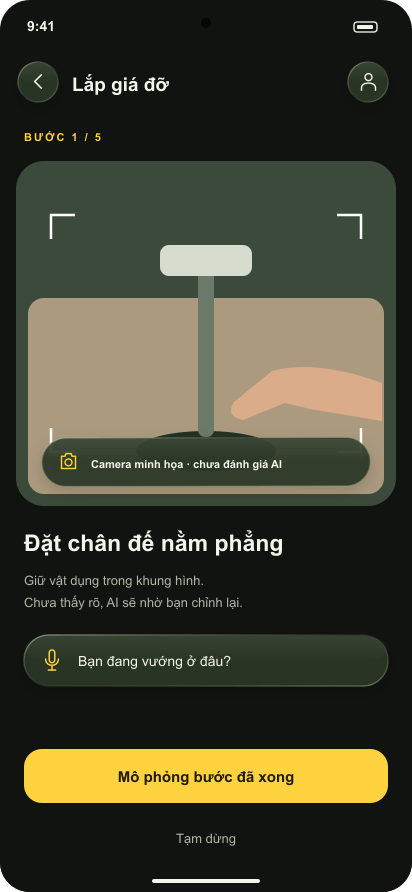 9:41
Lắp giá đỡ
BƯỚC 1 / 5
Camera minh họa · chưa đánh giá AI
Đặt chân đế nằm phẳng
Giữ vật dụng trong khung hình.
Chưa thấy rõ, AI sẽ nhờ bạn chỉnh lại.
Bạn đang vướng ở đâu?
Mô phỏng bước đã xong
Tạm dừng